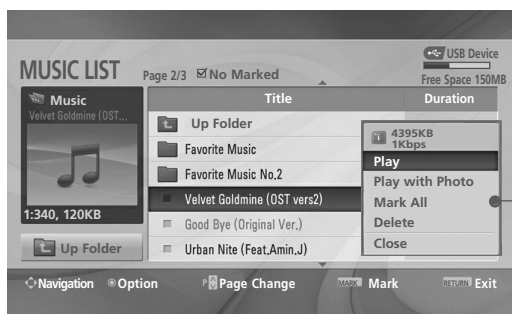 USB Device
MUSIC LIST Page 2/3 No Marked
Free Space 150MB
Music
Velvet Goldmine (OST...
1:340, 120KB
Up Folder
Title Duration
Up Folder
Favorite Music
Favorite Music No,2
Velvet Goldmine (OST vers2)
Good Bye (Original Ver,)
Urban Nite (Feat,Amin,J)
4395KB
1Kbps
Play
Play with Photo
Mark All
Delete
Close
Navigation Option P Page Change MARK Mark RETURN Exit